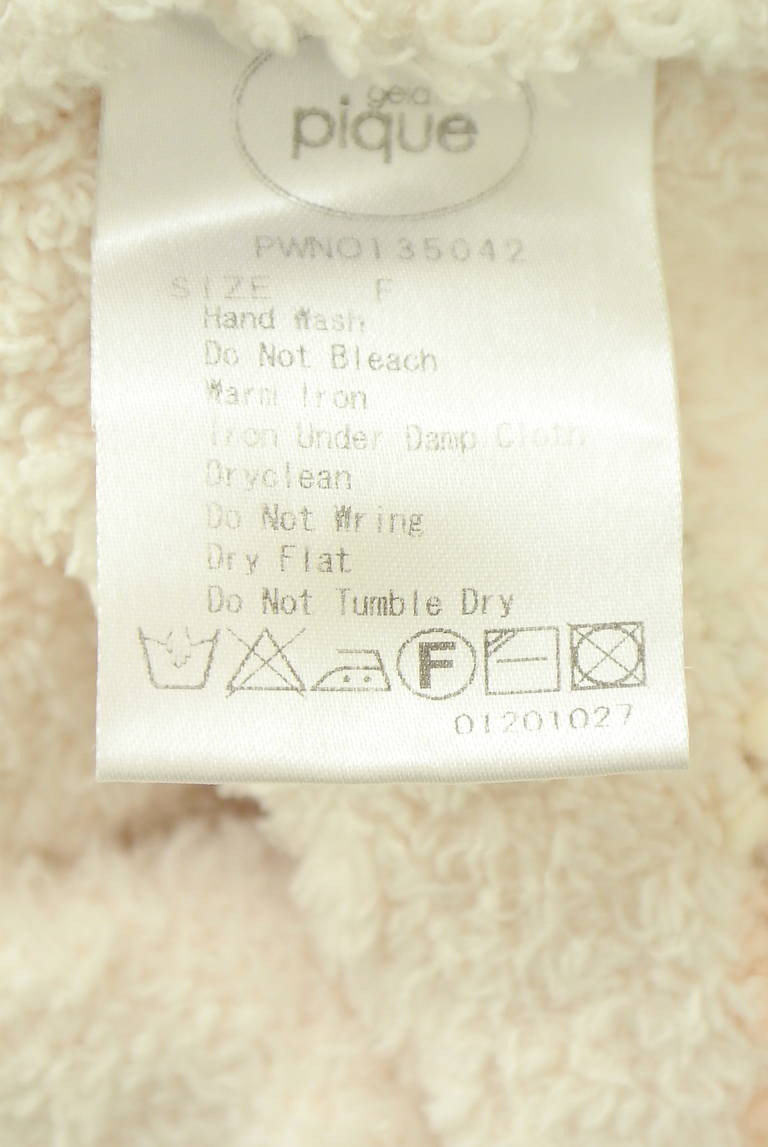 gelato
pique
PWNO135042
SIZE F
Hand Wash
Do Not Bleach
Warm Iron
Iron Under Damp Cloth
Dryclean
Do Not Wring
Dry Flat
Do Not Tumble Dry
F
01201027